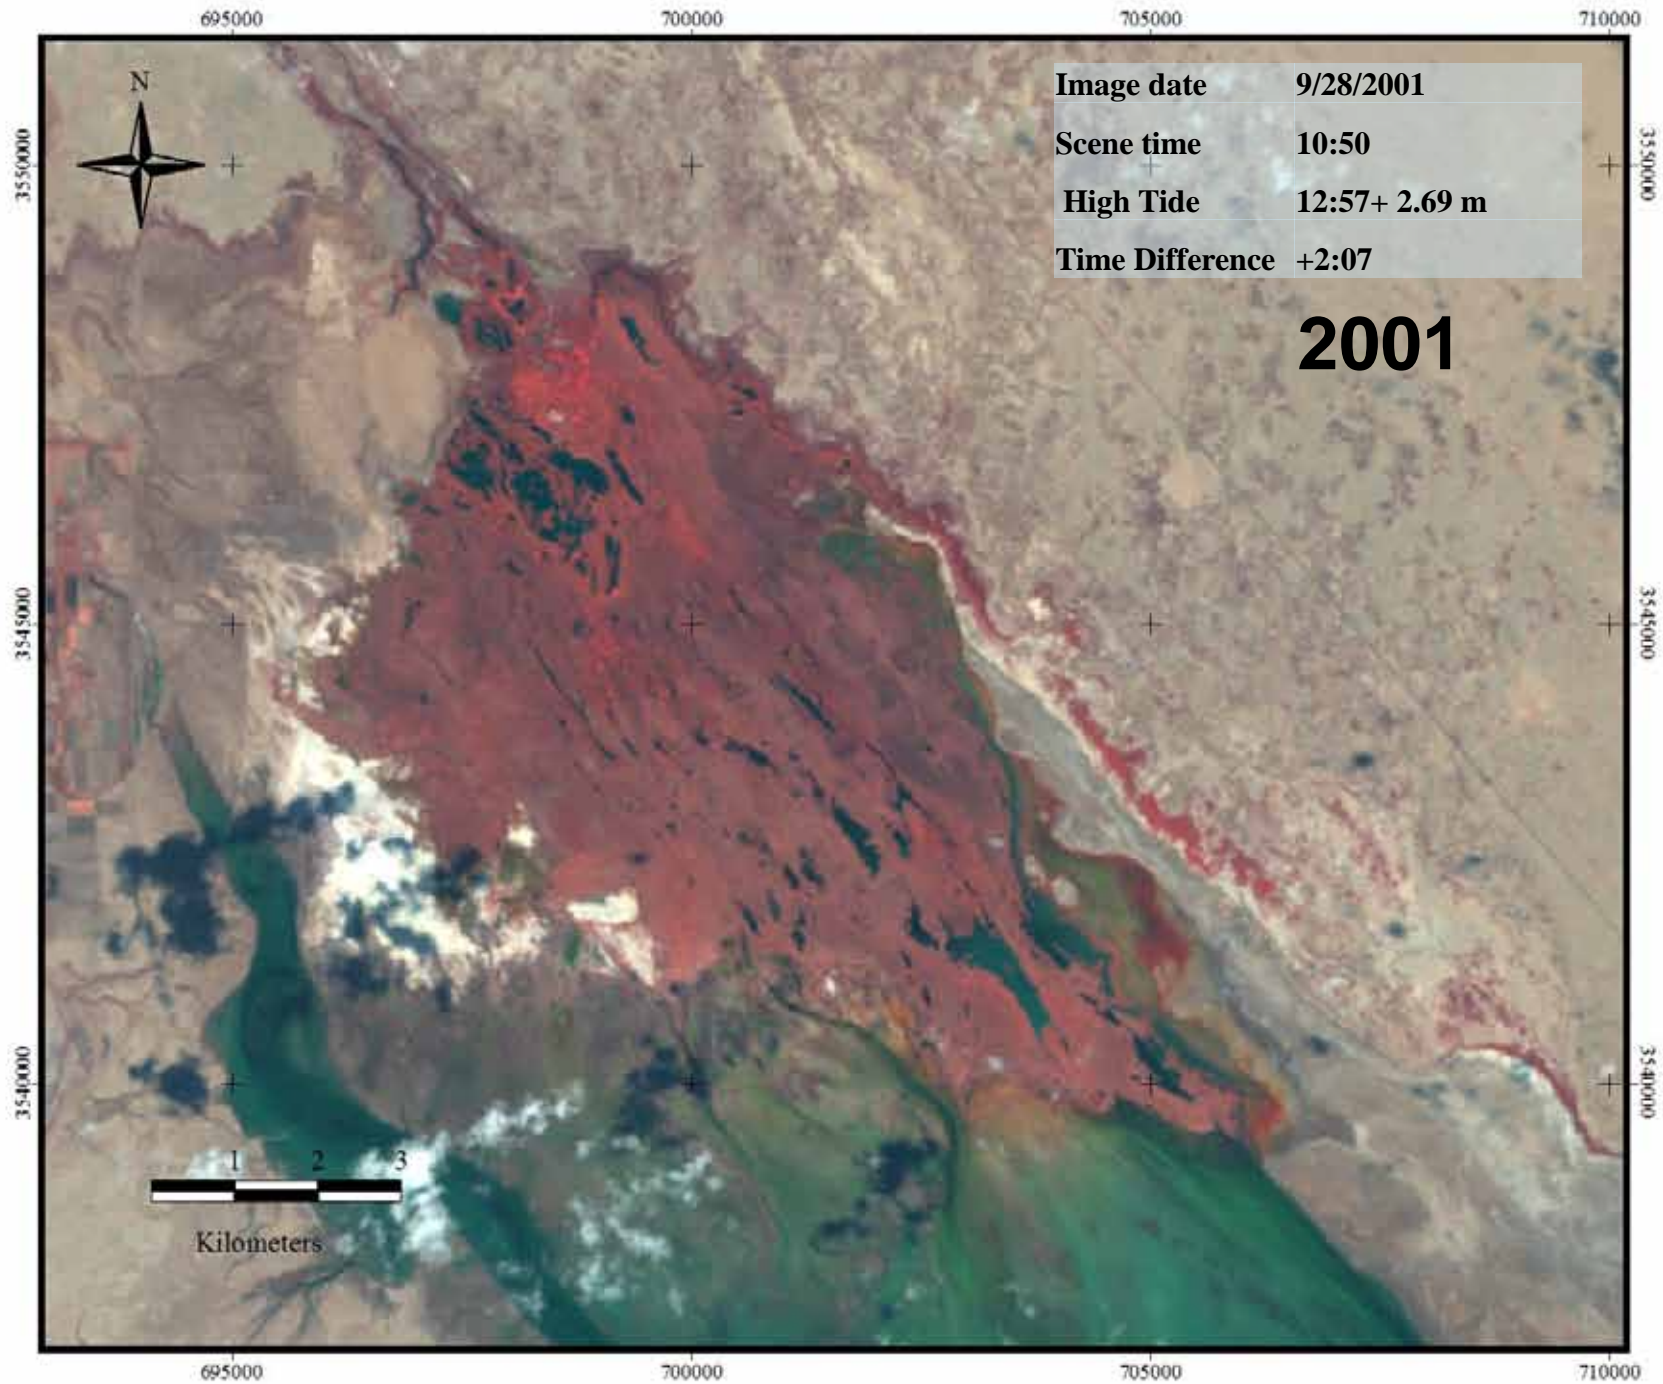 695000 700000 705000 710000
N
Image date 9/28/2001
Scene time 10:50
High Tide 12:57+ 2.69 m
Time Difference +2:07
2001
3550000 3550000
3545000 3545000
3540000 3540000
1 2 3
Kilometers
695000 700000 705000 710000